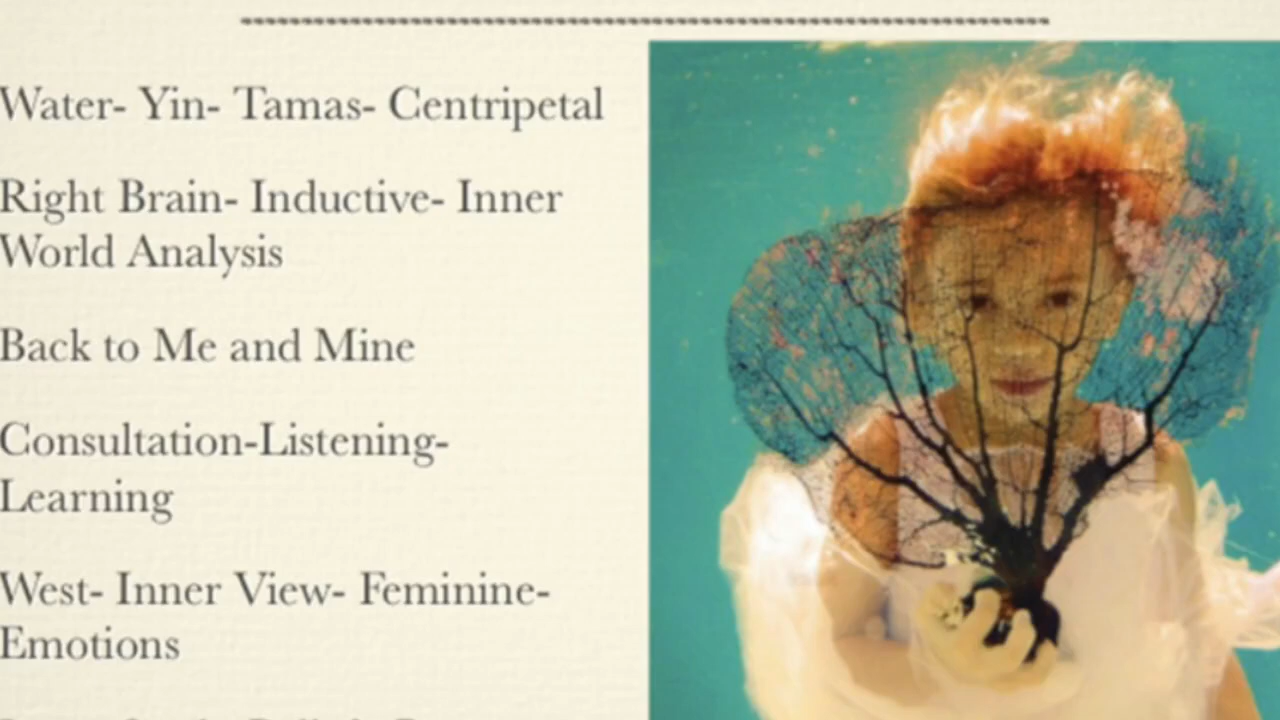 Water- Yin- Tamas- Centripetal
Right Brain- Inductive- Inner
World Analysis
Back to Me and Mine
Consultation-Listening-
Learning
West- Inner View- Feminine-
Emotions